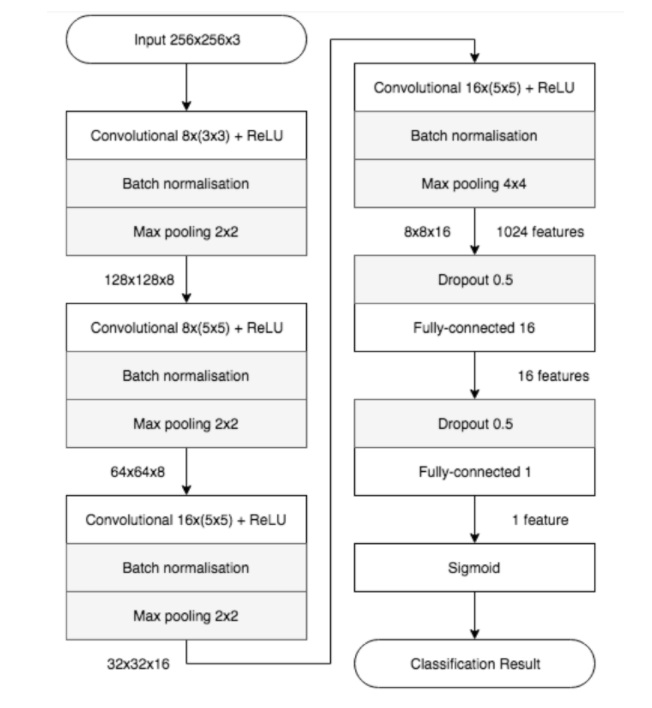 Input 256x256x3
Convolutional 8x(3x3) + ReLU
Batch normalisation
Max pooling 2x2
128x128x8
Convolutional 8x(5x5) + ReLU
Batch normalisation
Max pooling 2x2
64x64x8
Convolutional 16x(5x5) + ReLU
Batch normalisation
Max pooling 2x2
32x32x16
Convolutional 16x(5x5) + ReLU
Batch normalisation
Max pooling 4x4
8x8x16 1024 features
Dropout 0.5
Fully-connected 16
16 features
Dropout 0.5
Fully-connected 1
1 feature
Sigmoid
Classification Result